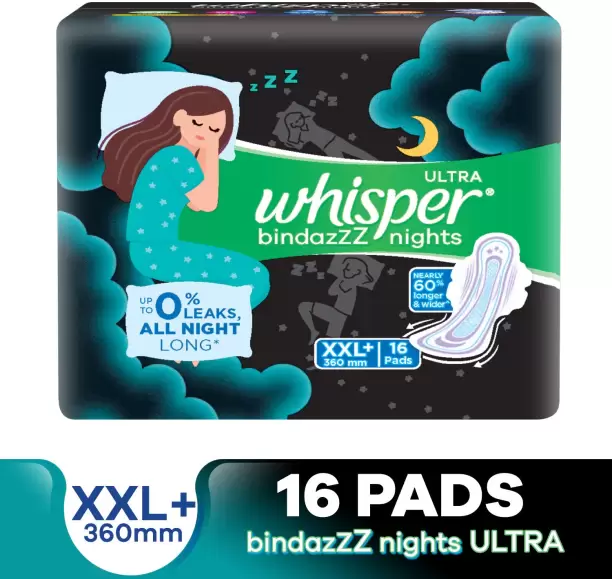 z z z
ULTRA
whisper®
bindazZZ nights
UP TO 0% LEAKS,
ALL NIGHT
LONG*
NEARLY
60%
longer
& wider^
XXL+ 16
360 mm Pads
XXL+
360mm
16 PADS
bindazZZ nights ULTRA